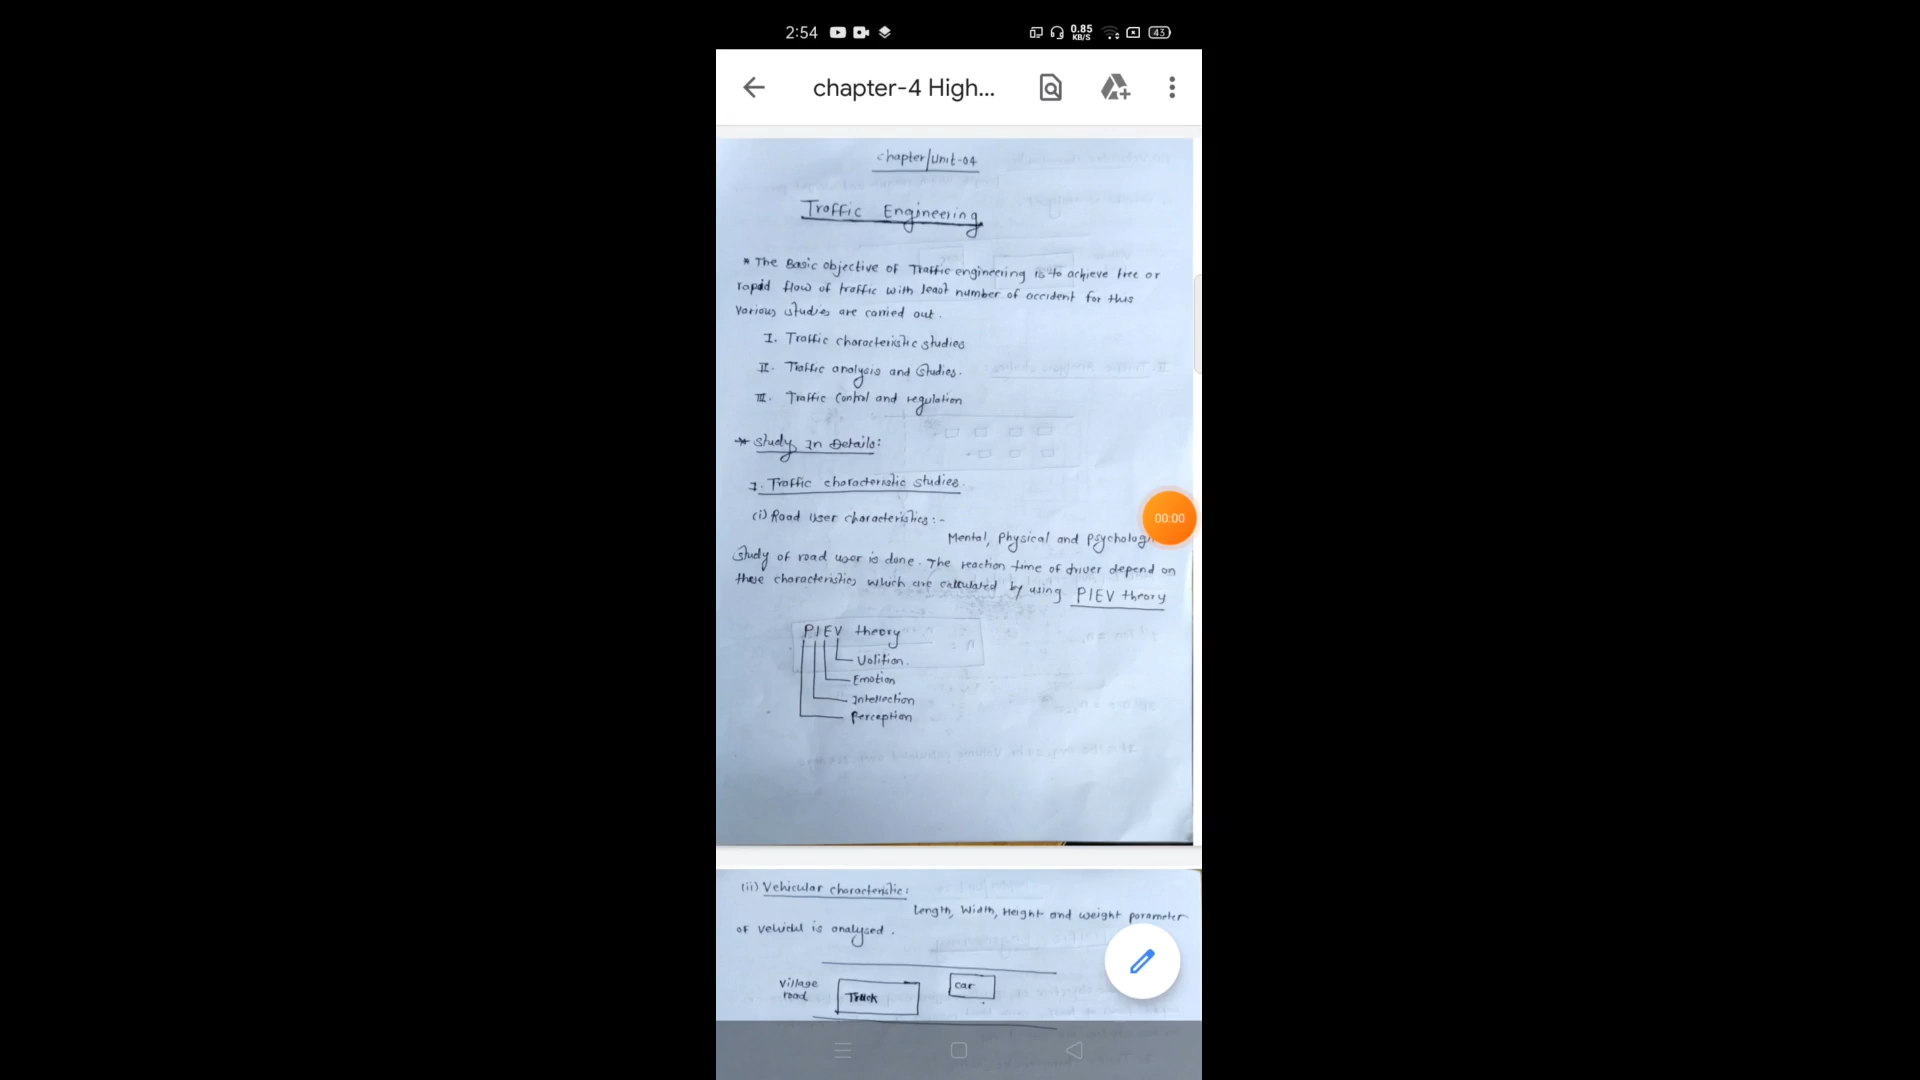 2:54
0.85
KB/S
43
chapter-4 High...
chapter/Unit-04
Traffic Engineering
* The Basic objective of Traffic engineering is to achieve free or
rapid flow of traffic with least number of accident for this
Various studies are carried out.
I. Traffic characteristic studies
II. Traffic analysis and Studies.
III. Traffic Control and regulation
* Study In Details:
I. Traffic characteristic studies.
(i) Road User characteristics:-
Mental, Physical and Psychologi
study of road user is done. The reaction time of driver depend on
these characteristics which are calculated by using PIEV theory
00:00
PIEV theory
Volition.
Emotion
Intellection
Perception
(ii) Vehicular characteristic:
Length, Width, Height and weight parameter
of vehicle is analysed.
Village
road
Truck
car